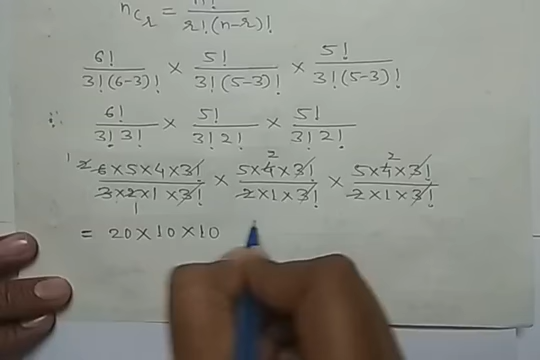 nCr = n! / r!(n-r)!
6! / 3!(6-3)! × 5! / 3!(5-3)! × 5! / 3!(5-3)!
∴ 6! / 3! 3! × 5! / 3! 2! × 5! / 3! 2!
1 2 6×5×4×3! / 3×2×1×3! × 5×4×3! / 2×1×3! × 5×4×3! / 2×1×3!
= 20×10×10